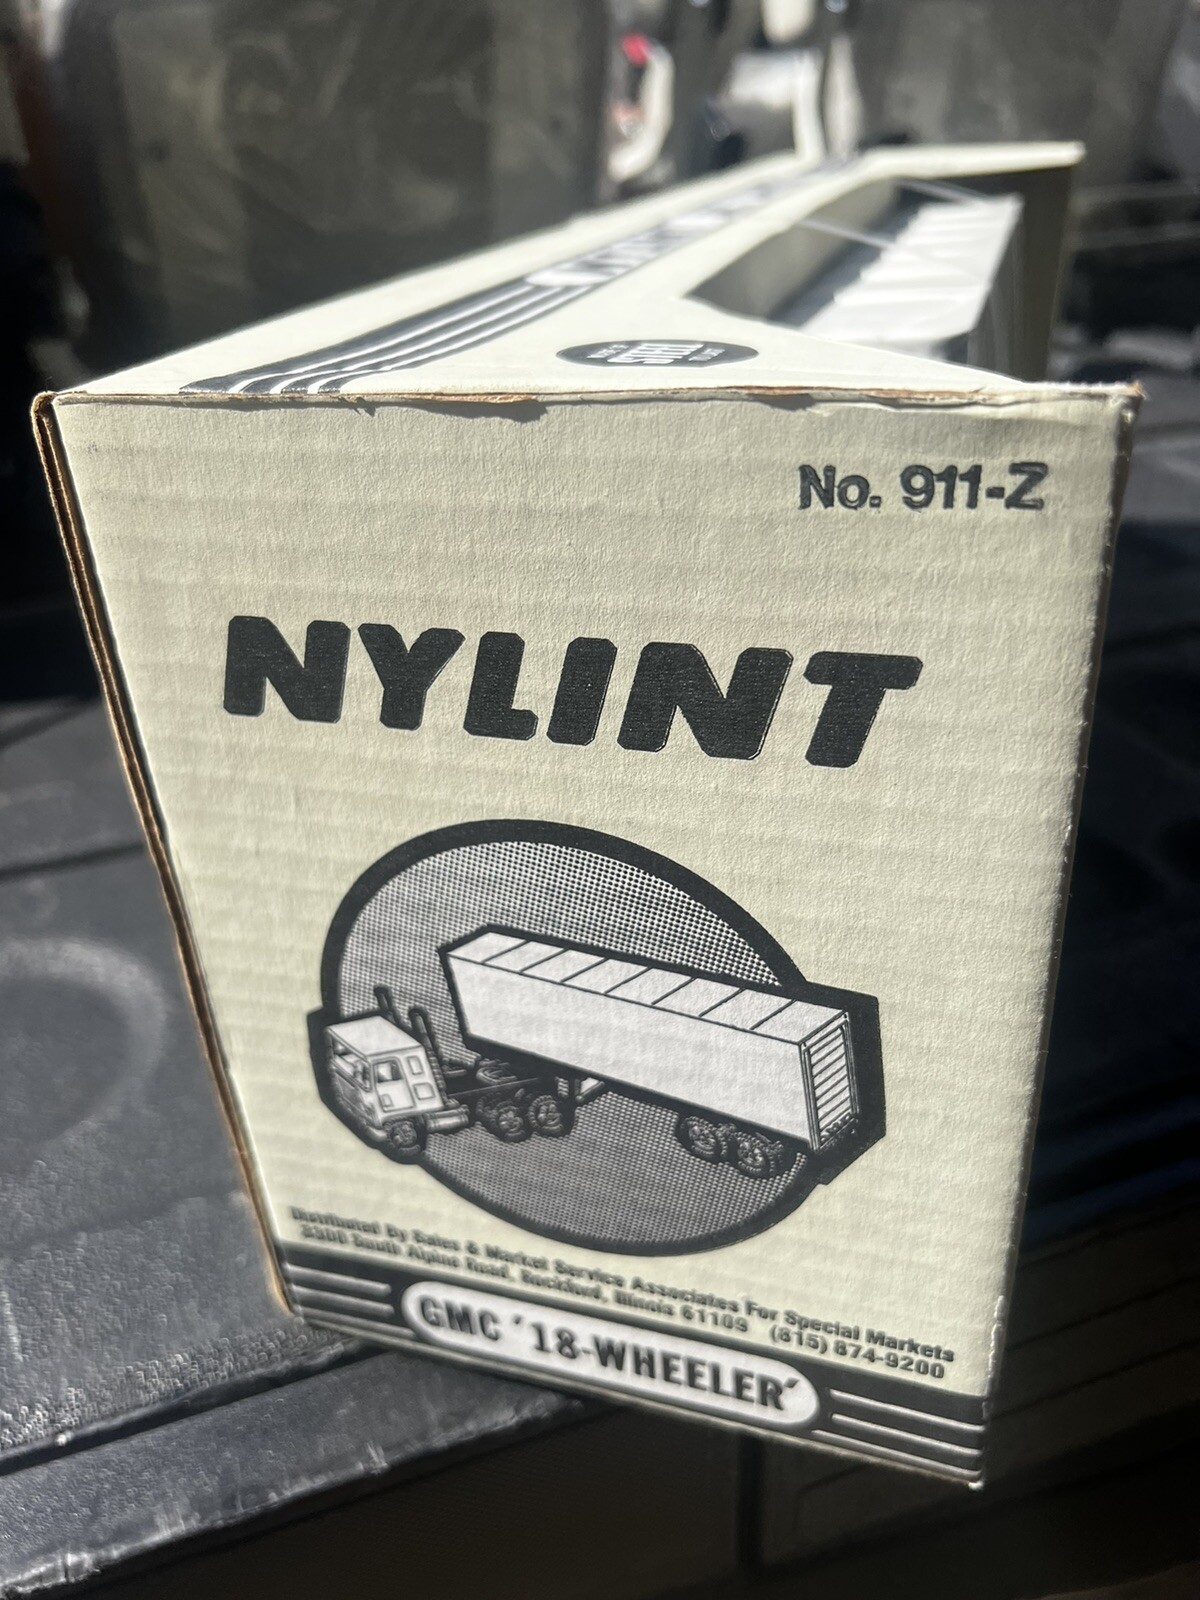 STEEL
No. 911-Z
NYLINT
Distributed By Sales & Market Service Associates For Special Markets
South Alpine Road, Rockford, Illinois 61109 (815) 874-9200
GMC '18-WHEELER'